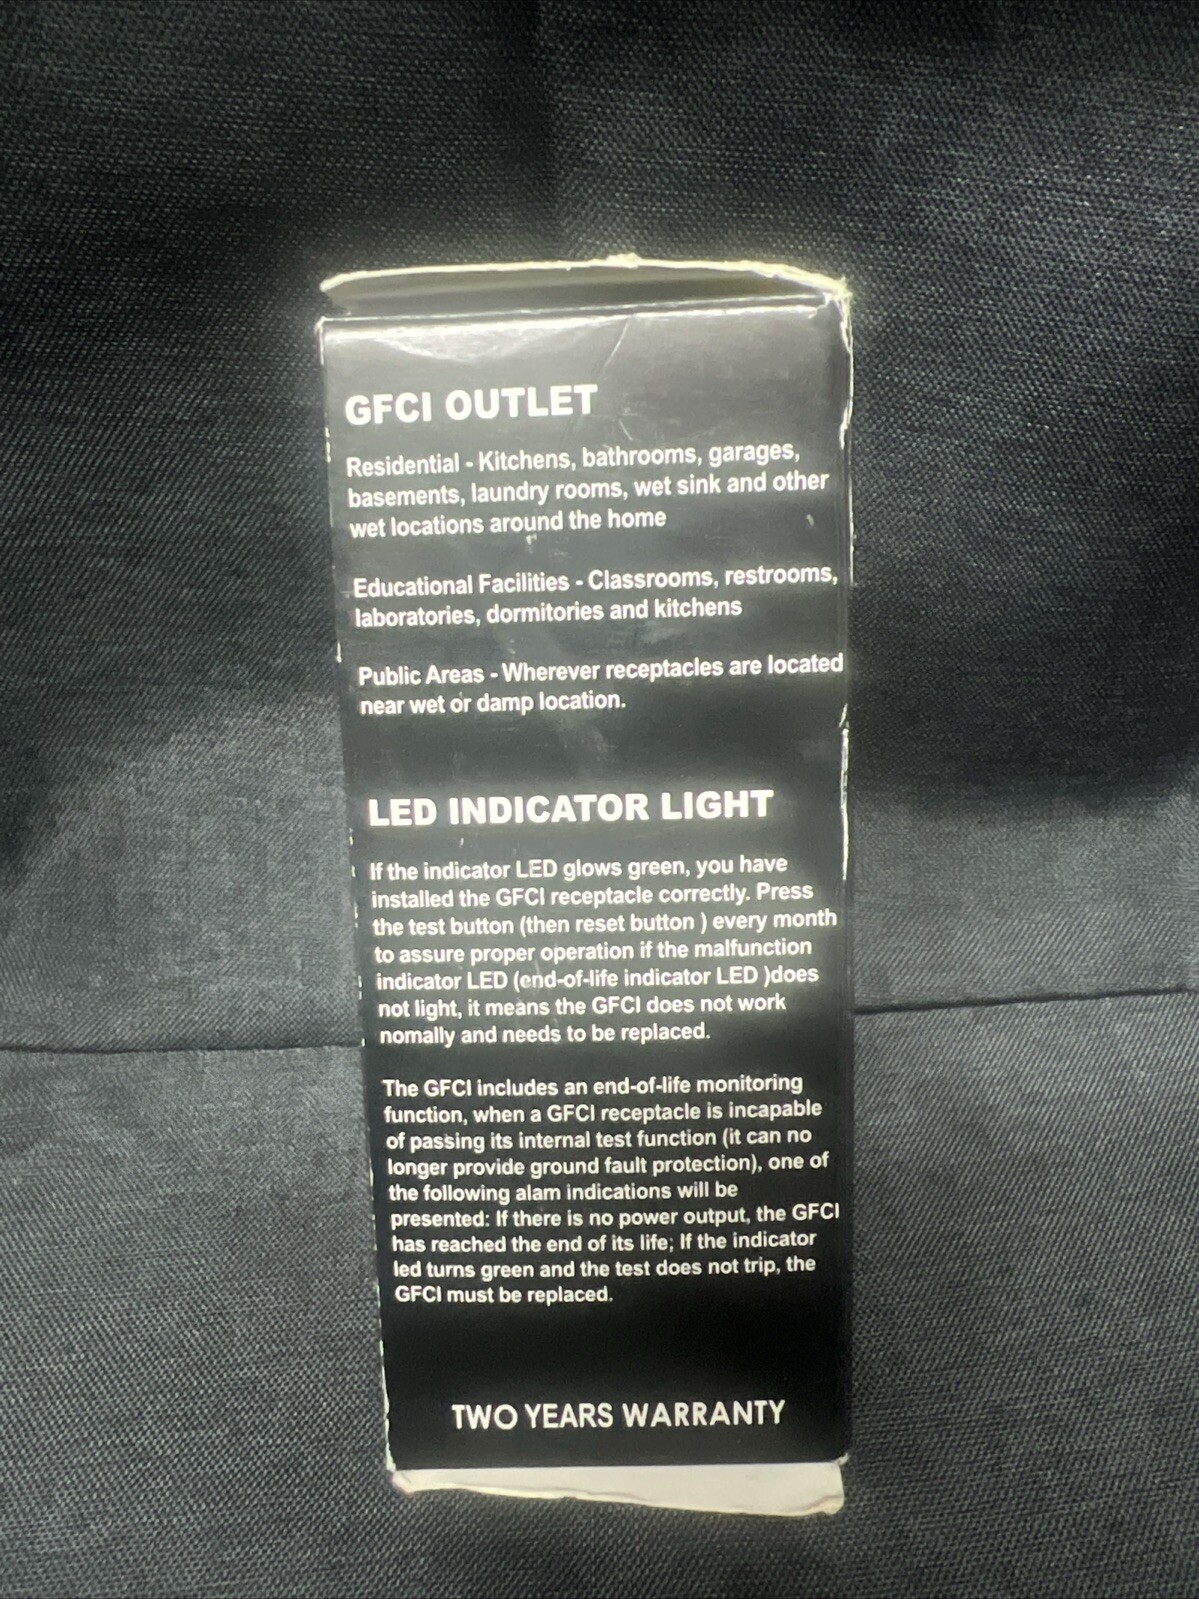 GFCI OUTLET
Residential - Kitchens, bathrooms, garages,
basements, laundry rooms, wet sink and other
wet locations around the home
Educational Facilities - Classrooms, restrooms,
laboratories, dormitories and kitchens
Public Areas - Wherever receptacles are located
near wet or damp location.
LED INDICATOR LIGHT
If the indicator LED glows green, you have
installed the GFCI receptacle correctly. Press
the test button (then reset button ) every month
to assure proper operation if the malfunction
indicator LED (end-of-life indicator LED )does
not light, it means the GFCI does not work
nomally and needs to be replaced.
The GFCI includes an end-of-life monitoring
function, when a GFCI receptacle is incapable
of passing its internal test function (it can no
longer provide ground fault protection), one of
the following alam indications will be
presented: If there is no power output, the GFCI
has reached the end of its life; If the indicator
led turns green and the test does not trip, the
GFCI must be replaced.
TWO YEARS WARRANTY